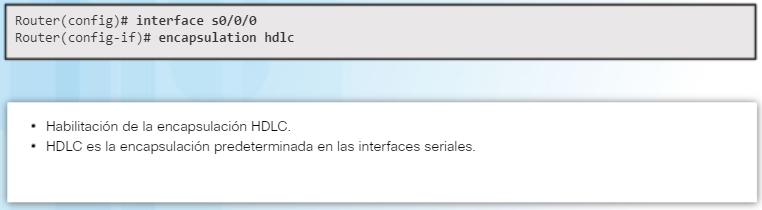 Router(config)# interface s0/0/0
Router(config-if)# encapsulation hdlc
• Habilitación de la encapsulación HDLC.
• HDLC es la encapsulación predeterminada en las interfaces seriales.